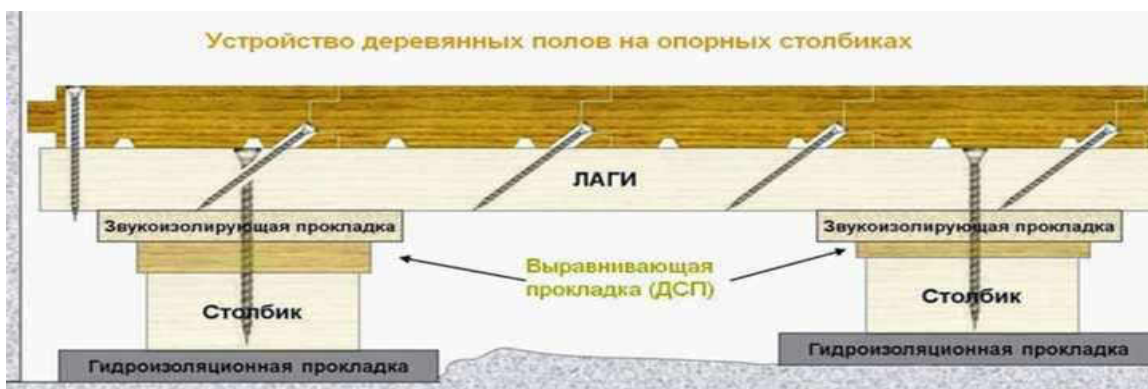 Устройство деревянных полов на опорных столбиках
ЛАГИ
Звукоизолирующая прокладка
Звукоизолирующая прокладка
Выравнивающая
прокладка (ДСП)
Столбик
Столбик
Гидроизоляционная прокладка
Гидроизоляционная прокладка